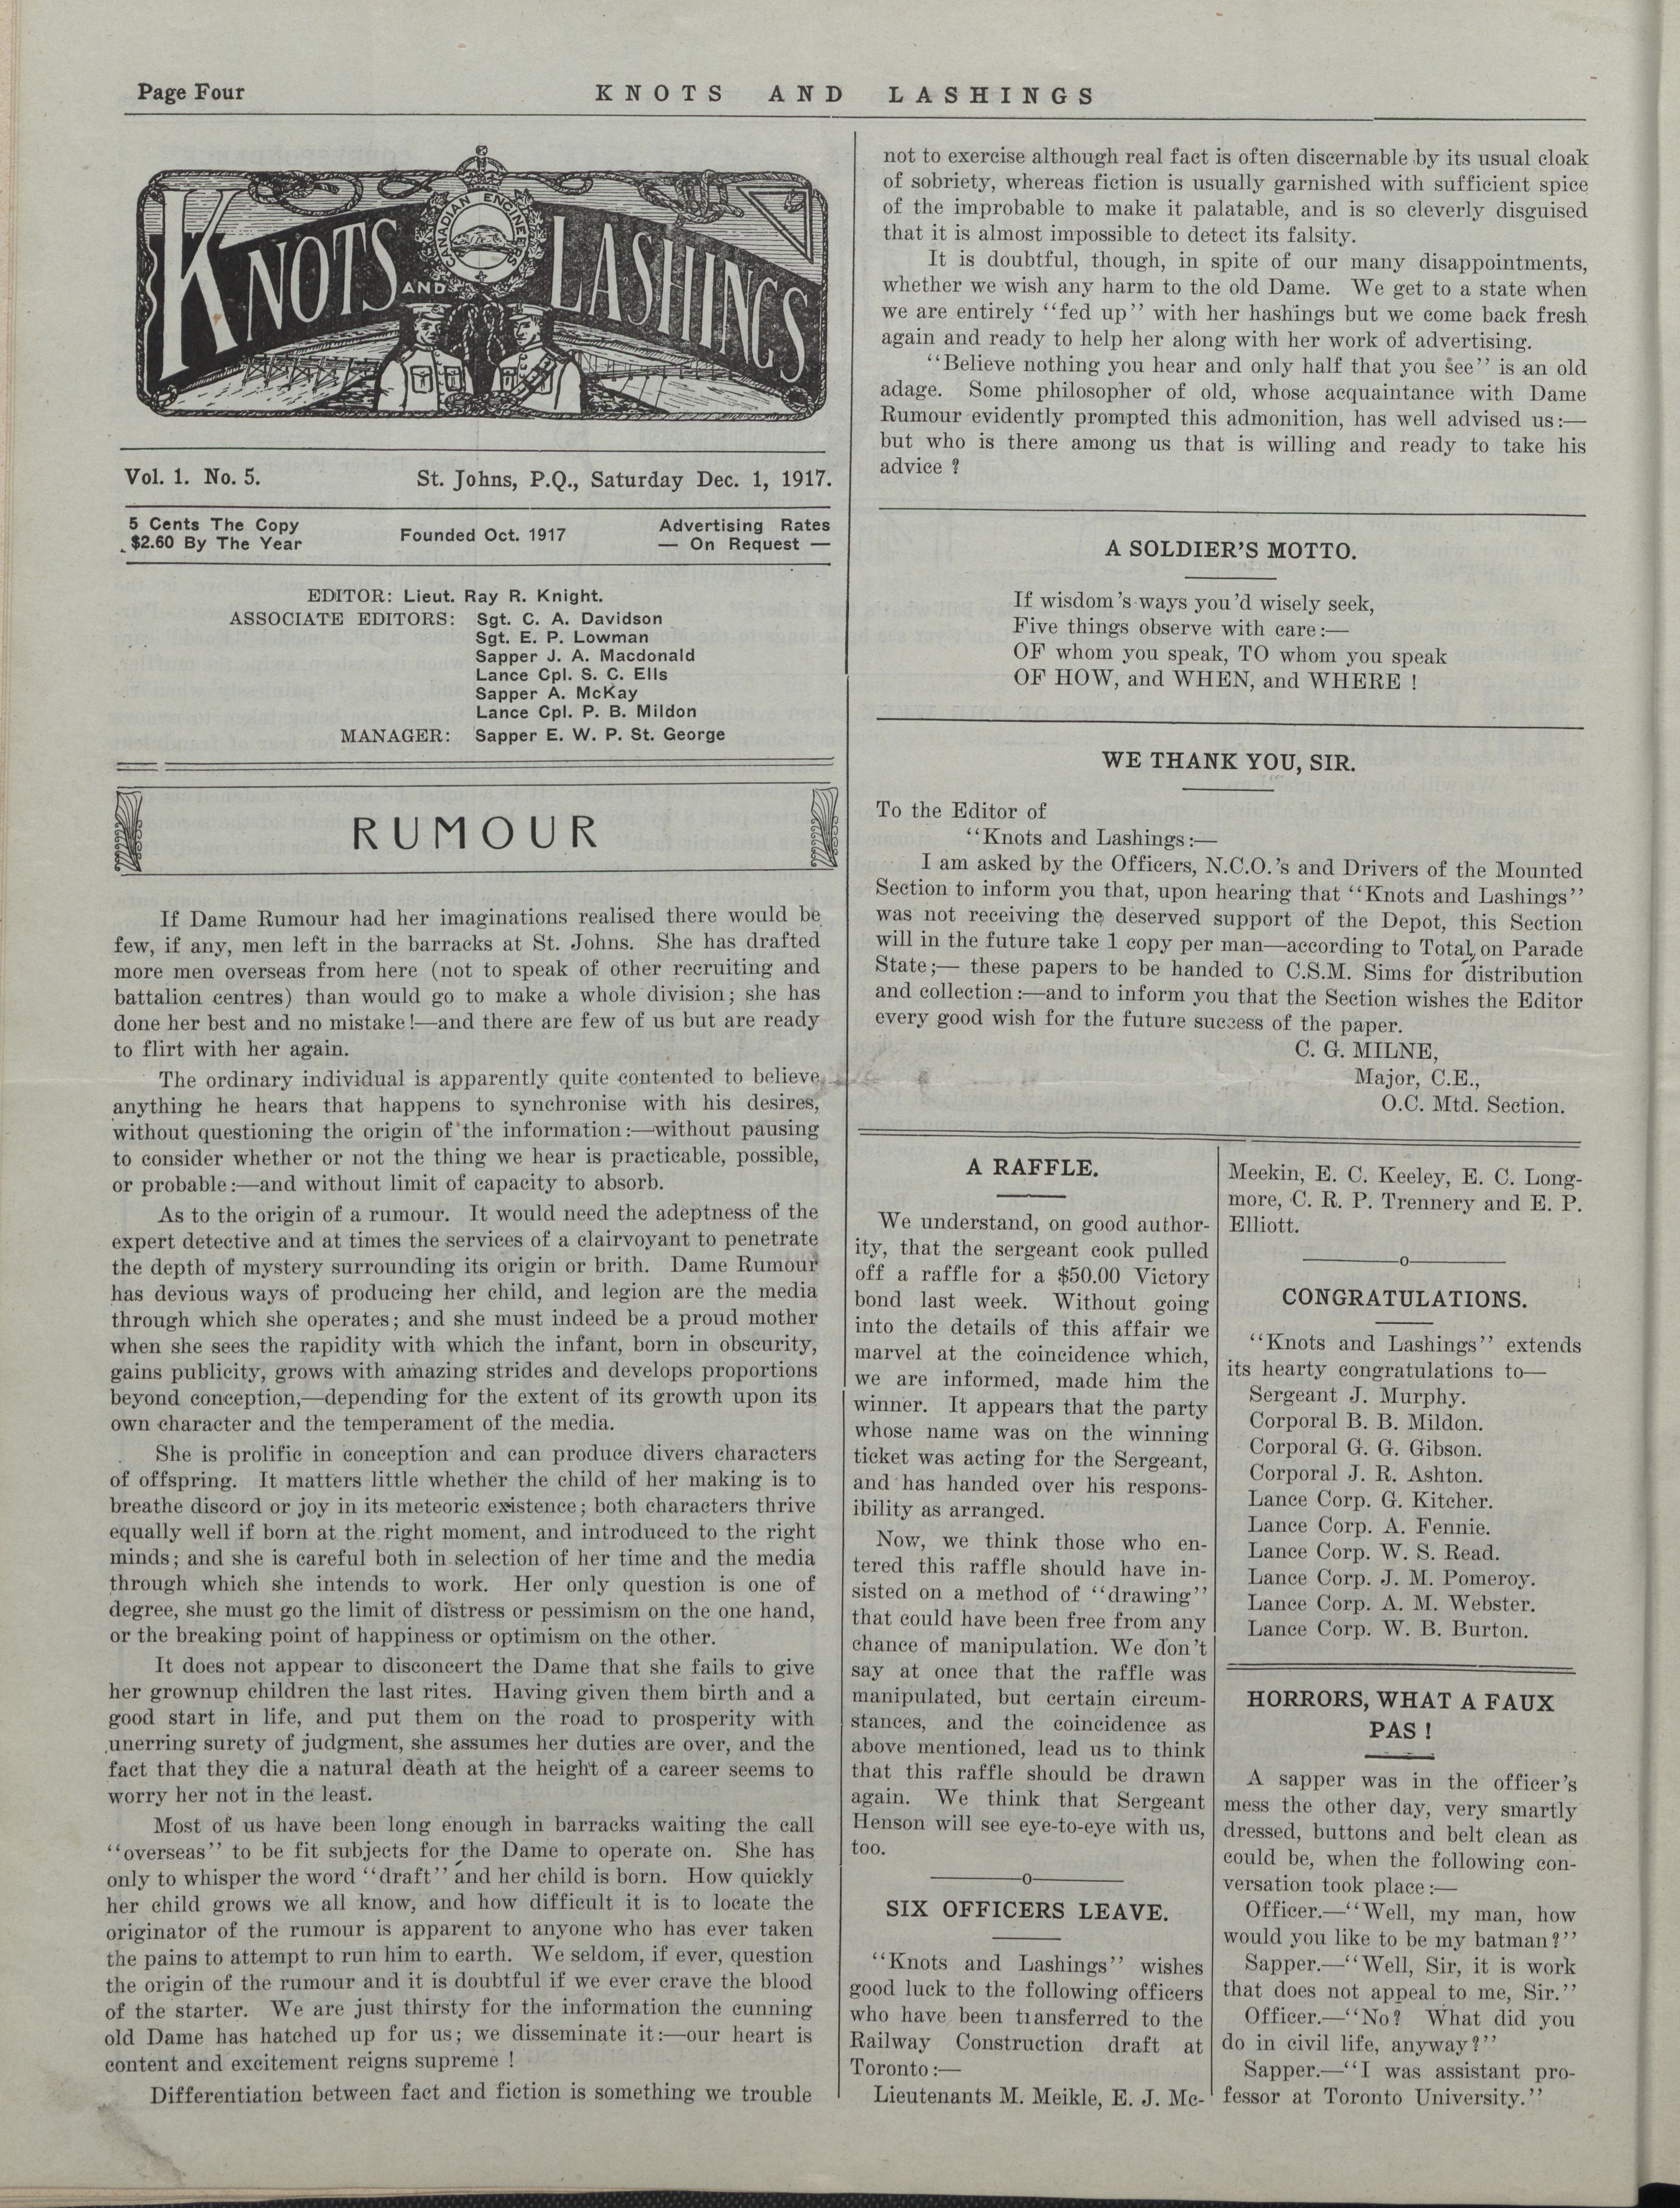 Page Four
KNOTS AND LASHINGS
KNOTS AND LASHINGS
CANADIAN ENGINEERS
Vol. 1. No. 5.
St. Johns, P.Q., Saturday Dec. 1, 1917.
5 Cents The Copy
$2.60 By The Year
Founded Oct. 1917
Advertising Rates
— On Request —
EDITOR: Lieut. Ray R. Knight.
ASSOCIATE EDITORS: Sgt. C. A. Davidson
Sgt. E. P. Lowman
Sapper J. A. Macdonald
Lance Cpl. S. C. Ells
Sapper A. McKay
Lance Cpl. P. B. Mildon
MANAGER: Sapper E. W. P. St. George
RUMOUR
If Dame Rumour had her imaginations realised there would be
few, if any, men left in the barracks at St. Johns. She has drafted
more men overseas from here (not to speak of other recruiting and
battalion centres) than would go to make a whole division; she has
done her best and no mistake!—and there are few of us but are ready
to flirt with her again.
The ordinary individual is apparently quite contented to believe
anything he hears that happens to synchronise with his desires,
without questioning the origin of the information:—without pausing
to consider whether or not the thing we hear is practicable, possible,
or probable:—and without limit of capacity to absorb.
As to the origin of a rumour. It would need the adeptness of the
expert detective and at times the services of a clairvoyant to penetrate
the depth of mystery surrounding its origin or brith. Dame Rumour
has devious ways of producing her child, and legion are the media
through which she operates; and she must indeed be a proud mother
when she sees the rapidity with which the infant, born in obscurity,
gains publicity, grows with amazing strides and develops proportions
beyond conception,—depending for the extent of its growth upon its
own character and the temperament of the media.
She is prolific in conception and can produce divers characters
of offspring. It matters little whether the child of her making is to
breathe discord or joy in its meteoric existence; both characters thrive
equally well if born at the right moment, and introduced to the right
minds; and she is careful both in selection of her time and the media
through which she intends to work. Her only question is one of
degree, she must go the limit of distress or pessimism on the one hand,
or the breaking point of happiness or optimism on the other.
It does not appear to disconcert the Dame that she fails to give
her grownup children the last rites. Having given them birth and a
good start in life, and put them on the road to prosperity with
unerring surety of judgment, she assumes her duties are over, and the
fact that they die a natural death at the height of a career seems to
worry her not in the least.
Most of us have been long enough in barracks waiting the call
"overseas" to be fit subjects for the Dame to operate on. She has
only to whisper the word "draft" and her child is born. How quickly
her child grows we all know, and how difficult it is to locate the
originator of the rumour is apparent to anyone who has ever taken
the pains to attempt to run him to earth. We seldom, if ever, question
the origin of the rumour and it is doubtful if we ever crave the blood
of the starter. We are just thirsty for the information the cunning
old Dame has hatched up for us; we disseminate it:—our heart is
content and excitement reigns supreme !
Differentiation between fact and fiction is something we trouble
not to exercise although real fact is often discernable by its usual cloak
of sobriety, whereas fiction is usually garnished with sufficient spice
of the improbable to make it palatable, and is so cleverly disguised
that it is almost impossible to detect its falsity.
It is doubtful, though, in spite of our many disappointments,
whether we wish any harm to the old Dame. We get to a state when
we are entirely "fed up" with her hashings but we come back fresh
again and ready to help her along with her work of advertising.
"Believe nothing you hear and only half that you see" is an old
adage. Some philosopher of old, whose acquaintance with Dame
Rumour evidently prompted this admonition, has well advised us:—
but who is there among us that is willing and ready to take his
advice ?
A SOLDIER'S MOTTO.
If wisdom's ways you'd wisely seek,
Five things observe with care:—
OF whom you speak, TO whom you speak
OF HOW, and WHEN, and WHERE !
WE THANK YOU, SIR.
To the Editor of
"Knots and Lashings:—
I am asked by the Officers, N.C.O.'s and Drivers of the Mounted
Section to inform you that, upon hearing that "Knots and Lashings"
was not receiving the deserved support of the Depot, this Section
will in the future take 1 copy per man—according to Total, on Parade
State;— these papers to be handed to C.S.M. Sims for distribution
and collection:—and to inform you that the Section wishes the Editor
every good wish for the future success of the paper.
C. G. MILNE,
Major, C.E.,
O.C. Mtd. Section.
A RAFFLE.
We understand, on good author-
ity, that the sergeant cook pulled
off a raffle for a $50.00 Victory
bond last week. Without going
into the details of this affair we
marvel at the coincidence which,
we are informed, made him the
winner. It appears that the party
whose name was on the winning
ticket was acting for the Sergeant,
and has handed over his respons-
ibility as arranged.
Now, we think those who en-
tered this raffle should have in-
sisted on a method of "drawing"
that could have been free from any
chance of manipulation. We don't
say at once that the raffle was
manipulated, but certain circum-
stances, and the coincidence as
above mentioned, lead us to think
that this raffle should be drawn
again. We think that Sergeant
Henson will see eye-to-eye with us,
too.
o
SIX OFFICERS LEAVE.
"Knots and Lashings" wishes
good luck to the following officers
who have been transferred to the
Railway Construction draft at
Toronto:—
Lieutenants M. Meikle, E. J. Mc-
Meekin, E. C. Keeley, E. C. Long-
more, C. R. P. Trennery and E. P.
Elliott.
o
CONGRATULATIONS.
"Knots and Lashings" extends
its hearty congratulations to—
Sergeant J. Murphy.
Corporal B. B. Mildon.
Corporal G. G. Gibson.
Corporal J. R. Ashton.
Lance Corp. G. Kitcher.
Lance Corp. A. Fennie.
Lance Corp. W. S. Read.
Lance Corp. J. M. Pomeroy.
Lance Corp. A. M. Webster.
Lance Corp. W. B. Burton.
HORRORS, WHAT A FAUX
PAS !
A sapper was in the officer's
mess the other day, very smartly
dressed, buttons and belt clean as
could be, when the following con-
versation took place:—
Officer.—"Well, my man, how
would you like to be my batman?"
Sapper.—"Well, Sir, it is work
that does not appeal to me, Sir."
Officer.—"No? What did you
do in civil life, anyway?"
Sapper.—"I was assistant pro-
fessor at Toronto University."